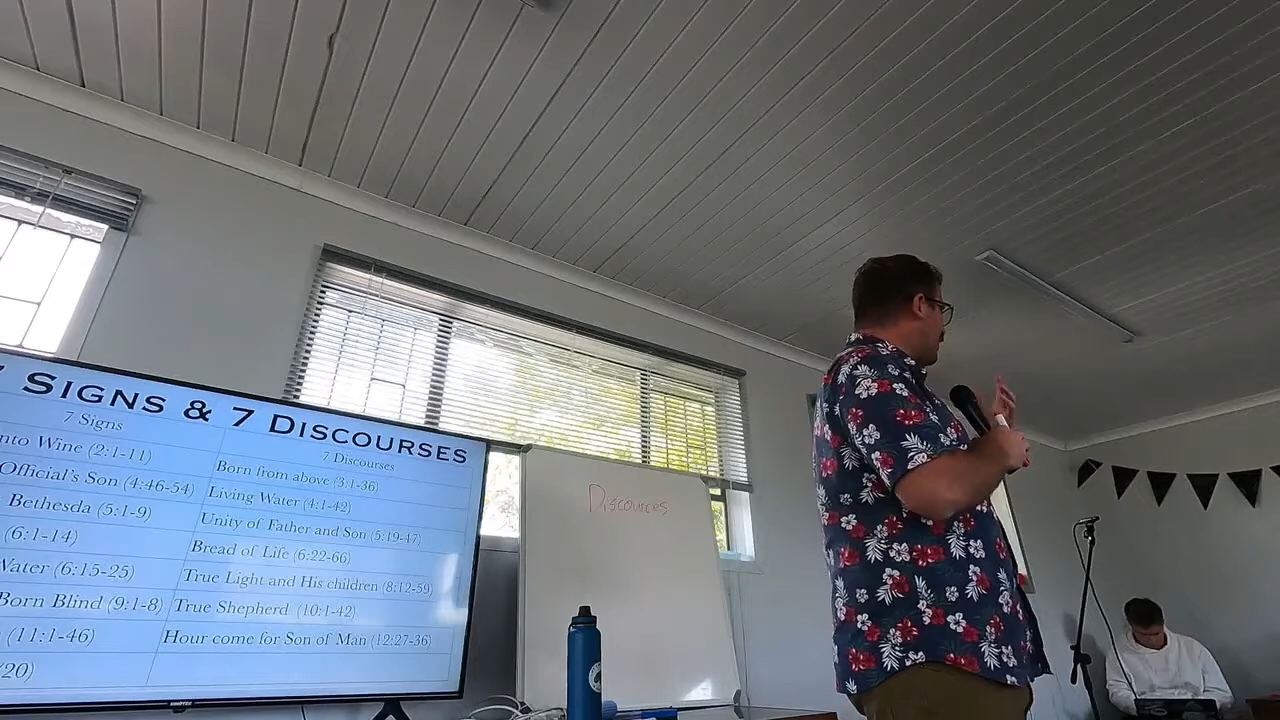 7 SIGNS & 7 DISCOURSES
7 Signs
7 Discourses
nto Wine (2:1-11)
Born from above (3:1-36)
Official's Son (4:46-54)
Living Water (4:1-42)
Bethesda (5:1-9)
Unity of Father and Son (5:19-47)
(6:1-14)
Bread of Life (6:22-66)
Water (6:15-25)
True Light and His children (8:12-59)
Born Blind (9:1-8)
True Shepherd (10:1-42)
(11:1-46)
Hour come for Son of Man (12:27-36)
20)
Discources